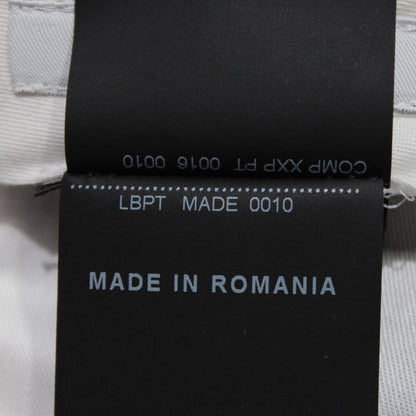 COMP XXP PT 0016 0010
LBPT MADE 0010
MADE IN ROMANIA